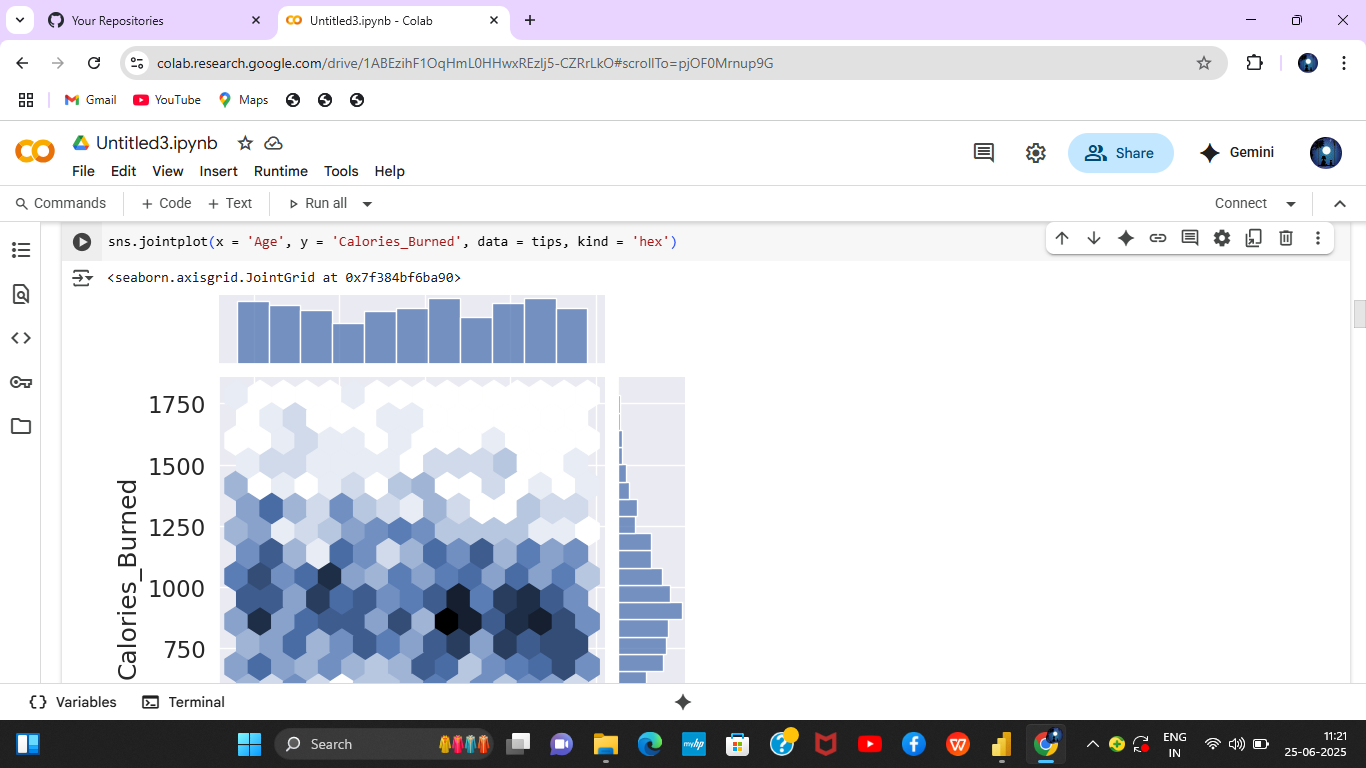 Your Repositories
Untitled3.ipynb - Colab
colab.research.google.com/drive/1ABEzihF1OqHmL0HHwxREzlj5-CZRrLkO#scrollTo=pjOF0Mrnup9G
Gmail
YouTube
Maps
Untitled3.ipynb
File Edit View Insert Runtime Tools Help
Share
Gemini
Commands
+ Code + Text
Run all
Connect
sns.jointplot(x = 'Age', y = 'Calories_Burned', data = tips, kind = 'hex')
<seaborn.axisgrid.JointGrid at 0x7f384bf6ba90>
1750
1500
1250
1000
750
Calories_Burned
Variables
Terminal
Search
myhp
ENG
IN
11:21
25-06-2025